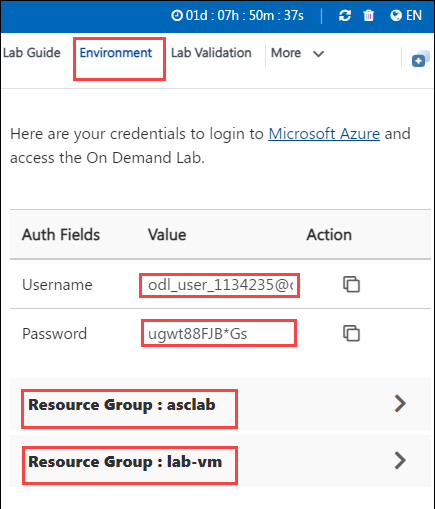 01d : 07h : 50m : 37s EN
Lab Guide Environment Lab Validation More
Here are your credentials to login to Microsoft Azure and
access the On Demand Lab.
Auth Fields Value Action
Username odl_user_1134235@
Password ugwt88FJB*Gs
Resource Group : asclab
Resource Group : lab-vm